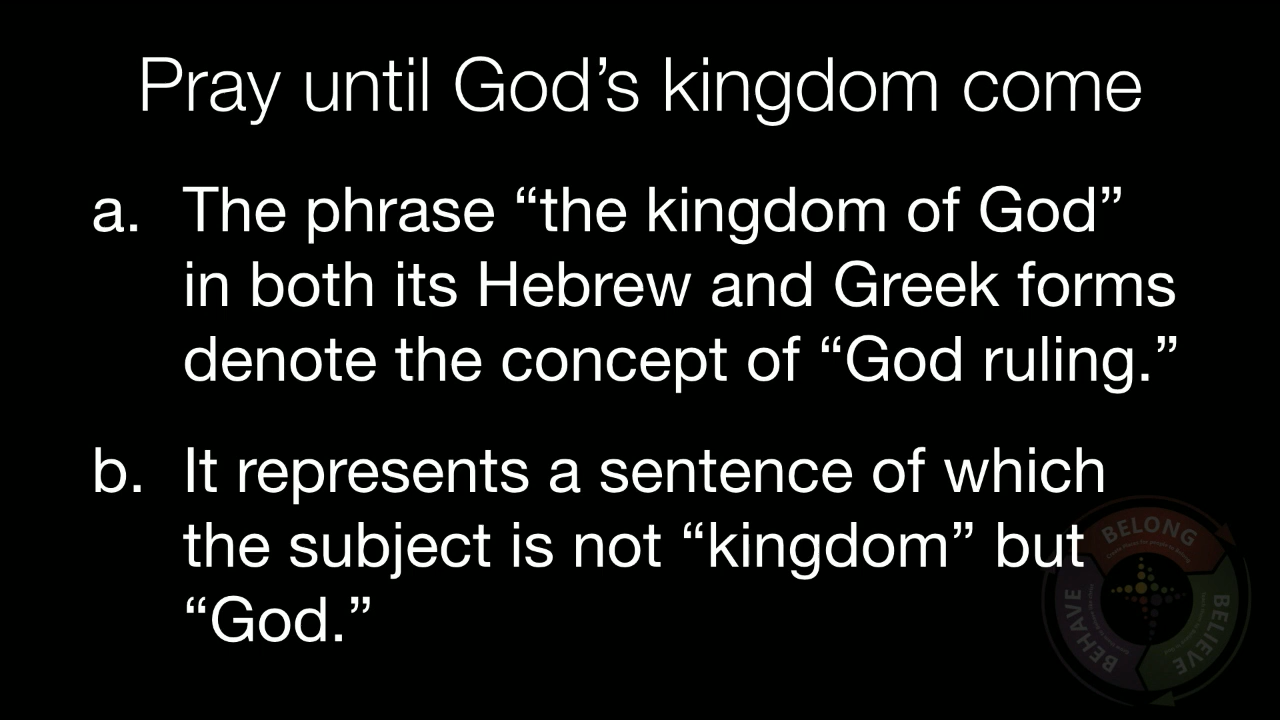 Pray until God’s kingdom come
a. The phrase “the kingdom of God”
in both its Hebrew and Greek forms
denote the concept of “God ruling.”
b. It represents a sentence of which
the subject is not “kingdom” but
“God.”
BELONG
BELIEVE
BEHAVE